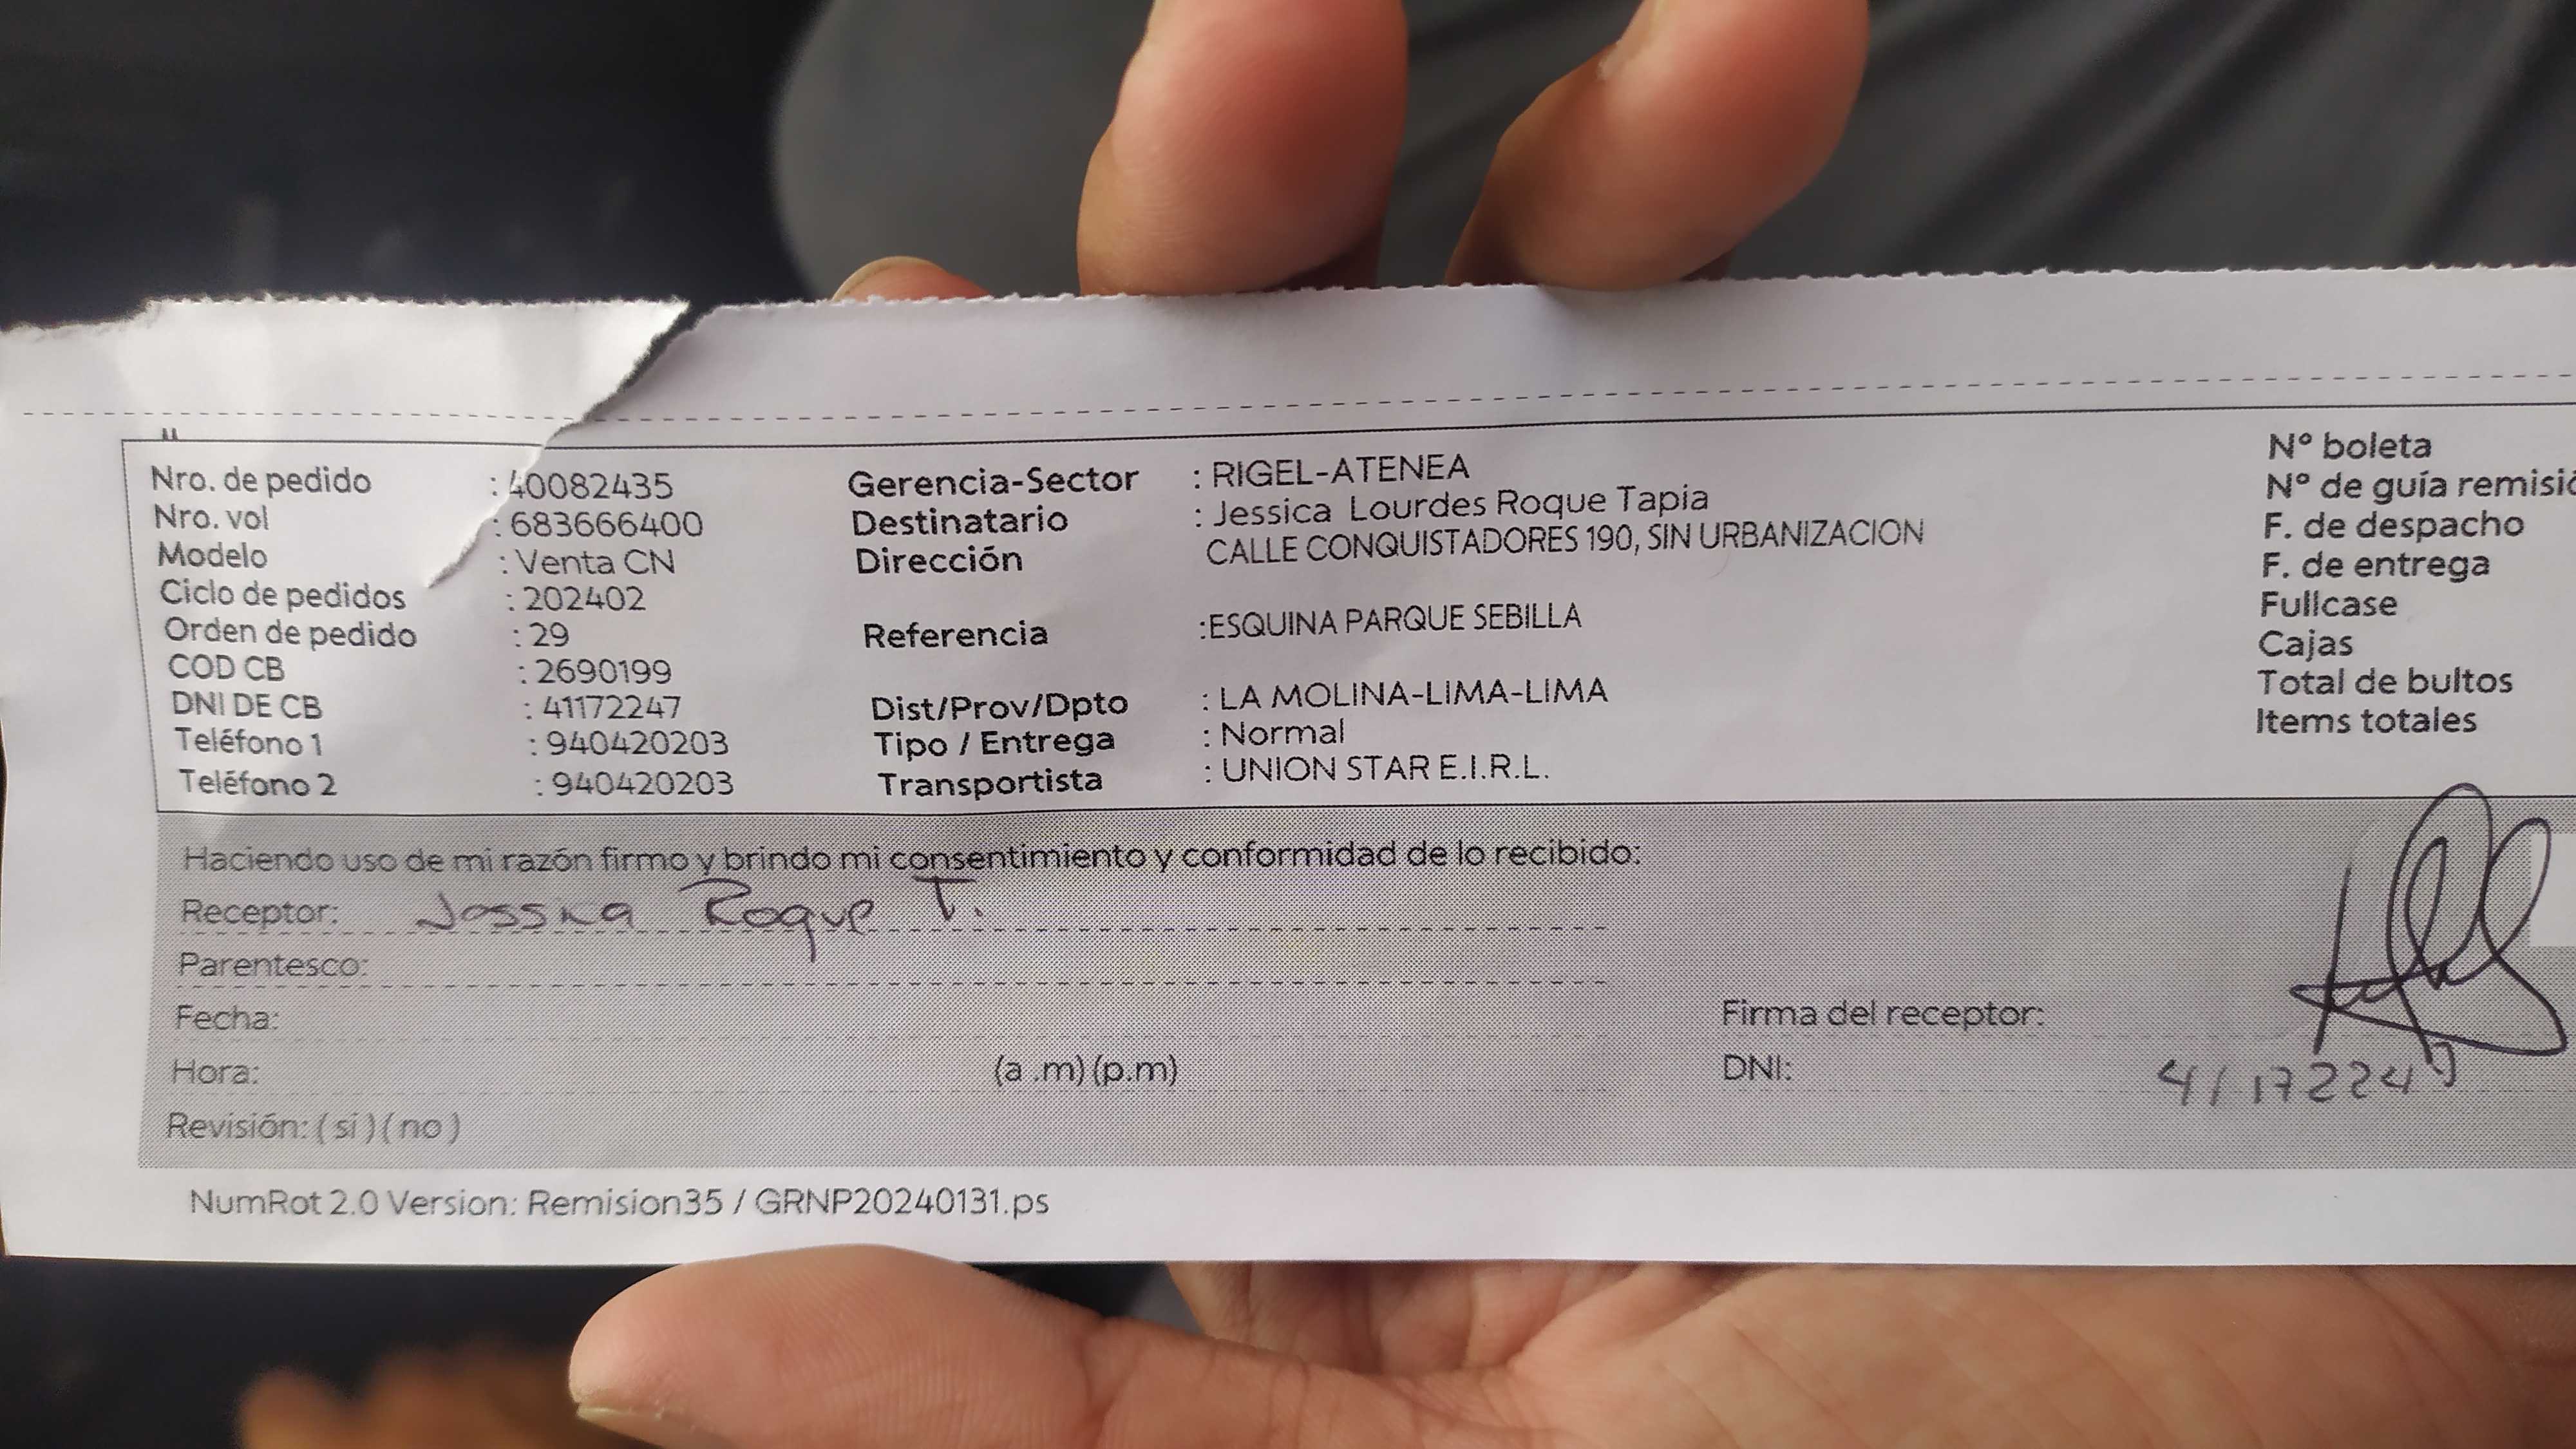 Nro. de pedido : 40082435
Nro. vol : 683666400
Modelo : Venta CN
Ciclo de pedidos : 202402
Orden de pedido : 29
COD CB : 2690199
DNI DE CB : 41172247
Teléfono 1 : 940420203
Teléfono 2 : 940420203
Gerencia-Sector : RIGEL-ATENEA
Destinatario : Jessica Lourdes Roque Tapia
Dirección CALLE CONQUISTADORES 190, SIN URBANIZACION
Referencia :ESQUINA PARQUE SEBILLA
Dist/Prov/Dpto : LA MOLINA-LIMA-LIMA
Tipo / Entrega : Normal
Transportista : UNION STAR E.I.R.L.
Nº boleta
Nº de guía remisió
F. de despacho
F. de entrega
Fullcase
Cajas
Total de bultos
Items totales
Haciendo uso de mi razón firmo y brindo mi consentimiento y conformidad de lo recibido:
Receptor: Jessica Roque T.
Parentesco:
Fecha:
Hora: (a .m) (p.m)
Revisión: ( si ) ( no )
Firma del receptor:
DNI: 41172247
NumRot 2.0 Version: Remision35 / GRNP20240131.ps